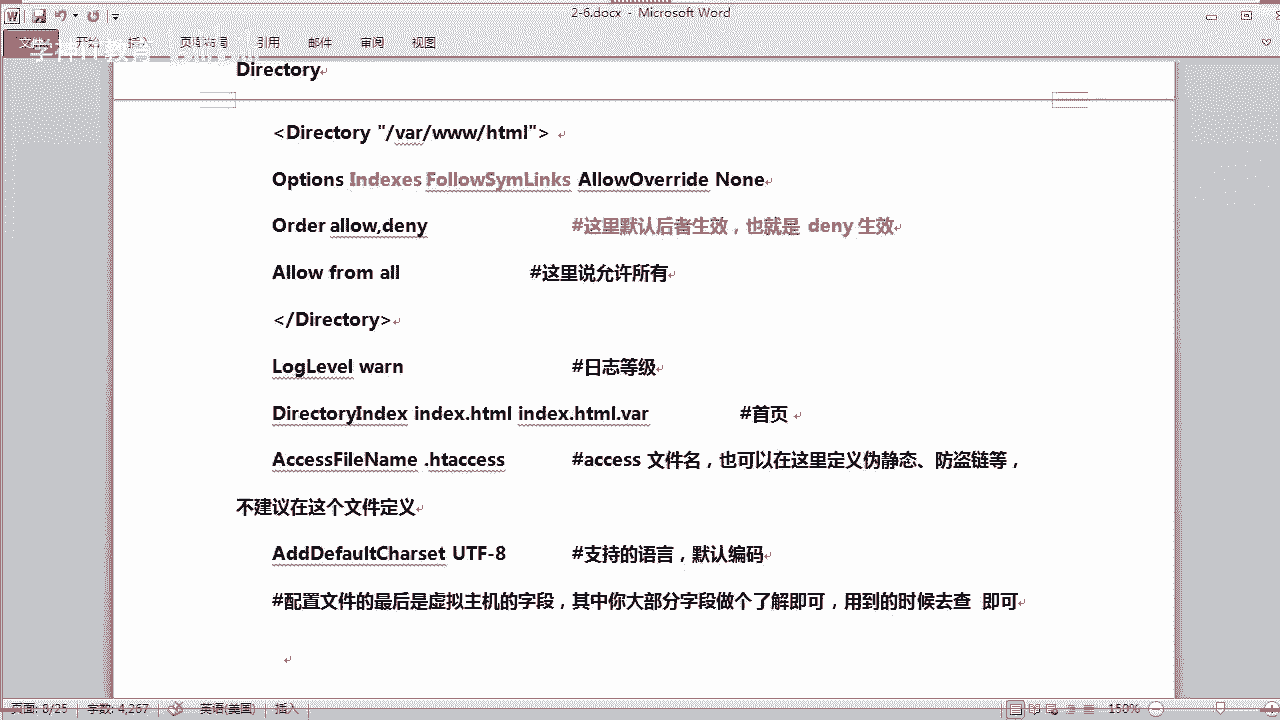 2-6.docx - Microsoft Word
文件 开始 插入 页面布局 引用 邮件 审阅 视图
Directory
<Directory "/var/www/html">
Options Indexes FollowSymLinks AllowOverride None
Order allow,deny #这里默认后者生效，也就是 deny 生效
Allow from all #这里说允许所有
</Directory>
LogLevel warn #日志等级
DirectoryIndex index.html index.html.var #首页
AccessFileName .htaccess #access 文件名，也可以在这里定义伪静态、防盗链等，
不建议在这个文件定义
AddDefaultCharset UTF-8 #支持的语言，默认编码
#配置文件的最后是虚拟主机的字段，其中你大部分字段做个了解即可，用到的时候去查 即可
页面: 8/25 字数: 4,267 英语(美国) 插入 150%